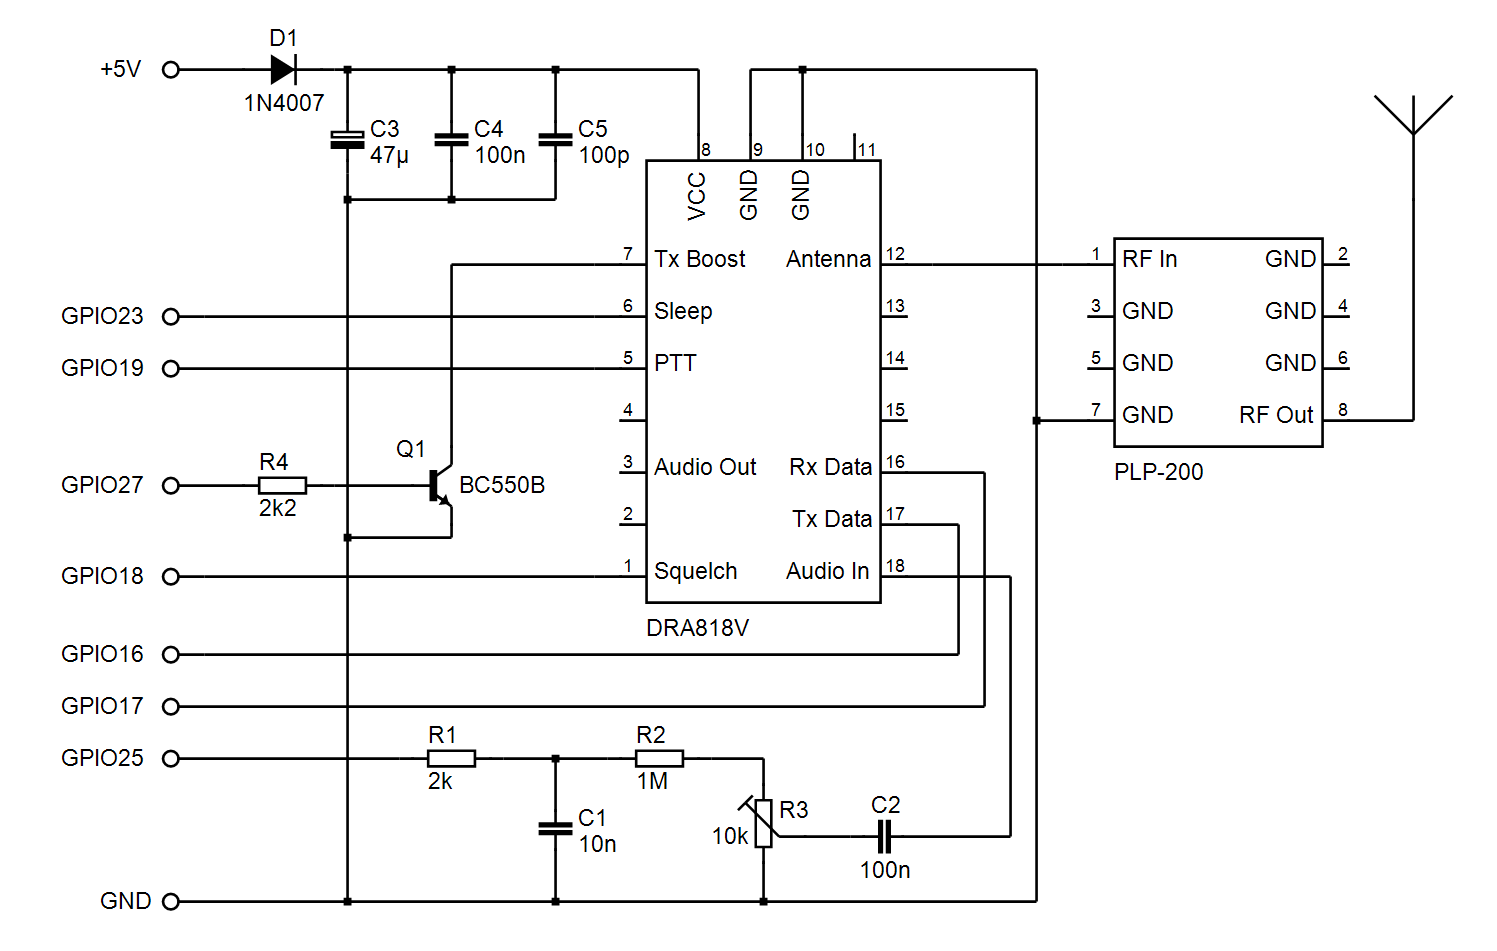 D1
+5V
1N4007
C3
47µ
C4
100n
C5
100p
8
9
10
11
VCC
GND
GND
7
Tx Boost
Antenna
12
1
RF In
GND
2
GPIO23
6
Sleep
13
3
GND
GND
4
GPIO19
5
PTT
14
5
GND
GND
6
4
15
7
GND
RF Out
8
Q1
R4
3
Audio Out
Rx Data
16
PLP-200
GPIO27
BC550B
2k2
2
Tx Data
17
GPIO18
1
Squelch
Audio In
18
DRA818V
GPIO16
GPIO17
R1
R2
GPIO25
2k
1M
C1
10n
R3
10k
C2
100n
GND